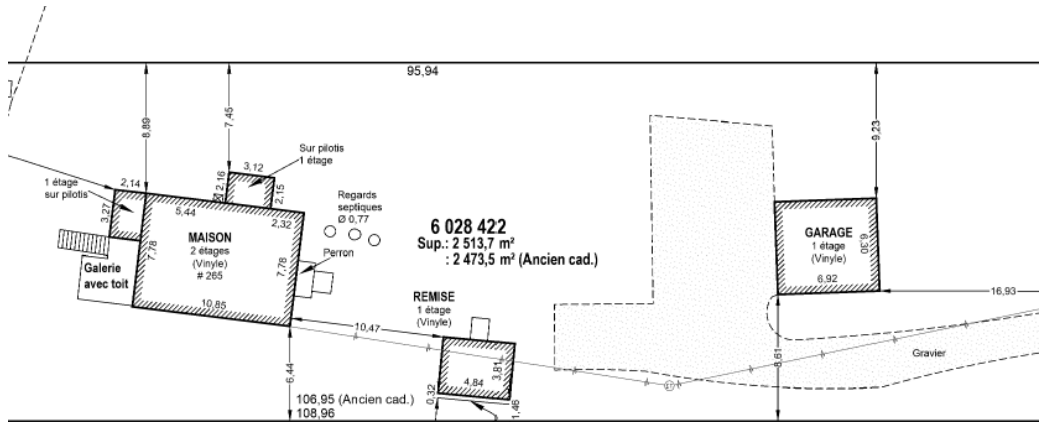 95,94
8,89
7,45
9,23
Sur pilotis
1 étage
3,12
2,16
2,15
1 étage
sur pilotis
2,14
3,27
5,44
2,32
Regards
septiques
Ø 0,77
MAISON
2 étages
(Vinyle)
# 265
7,78
7,78
10,85
Perron
Galerie
avec toit
6 028 422
Sup.: 2 513,7 m²
: 2 473,5 m² (Ancien cad.)
GARAGE
1 étage
(Vinyle)
6,30
6,92
16,93
REMISE
1 étage
(Vinyle)
10,47
3,81
4,84
0,32
1,46
6,44
8,61
Gravier
106,95 (Ancien cad.)
108,96